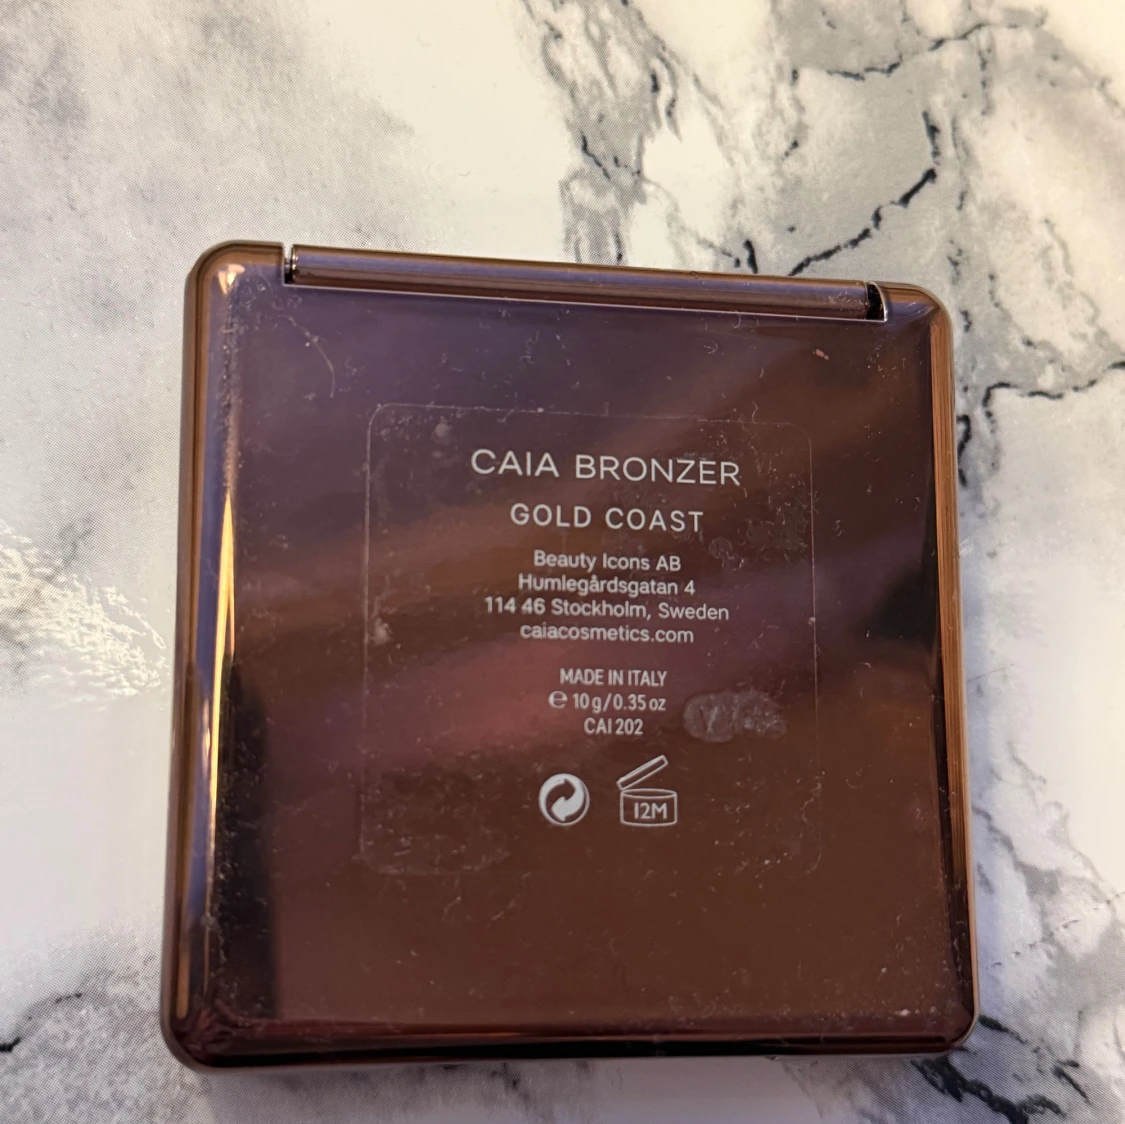 CAIA BRONZER
GOLD COAST
Beauty Icons AB
Humlegårdsgatan 4
114 46 Stockholm, Sweden
caiacosmetics.com
MADE IN ITALY
℮ 10 g/0.35 oz
CAI 202
12M